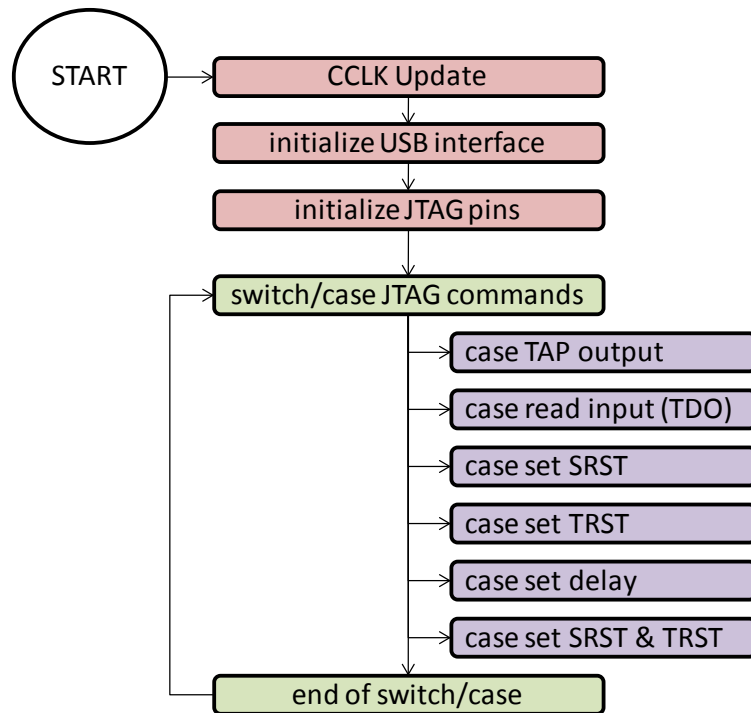 START
CCLK Update
initialize USB interface
initialize JTAG pins
switch/case JTAG commands
case TAP output
case read input (TDO)
case set SRST
case set TRST
case set delay
case set SRST & TRST
end of switch/case